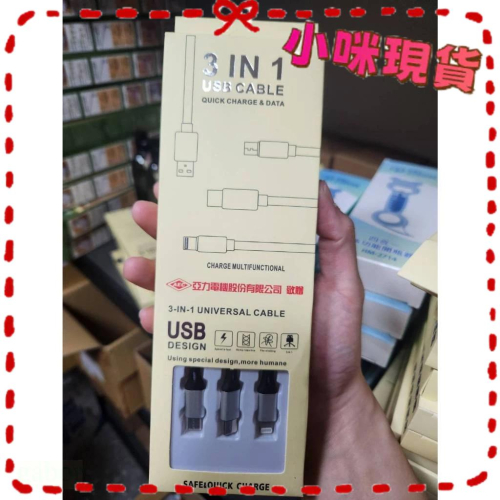 小咪現貨
3 IN 1
USB CABLE
QUICK CHARGE & DATA
CHARGE MULTIFUNCTIONAL
亞力電機股份有限公司 敬贈
3-IN-1 UNIVERSAL CABLE
USB
DESIGN
Using special design,more humane
SAFE&QUICK CHARGE